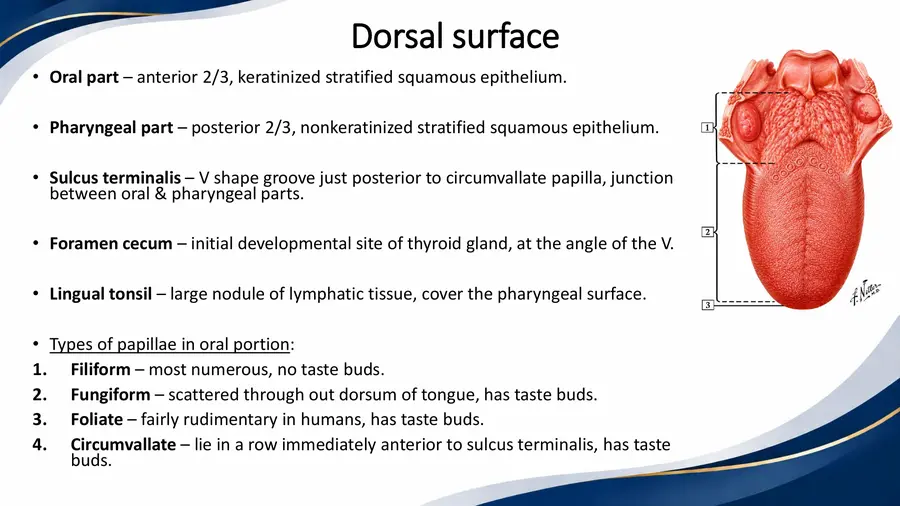 Dorsal surface
• Oral part – anterior 2/3, keratinized stratified squamous epithelium.
• Pharyngeal part – posterior 2/3, nonkeratinized stratified squamous epithelium.
• Sulcus terminalis – V shape groove just posterior to circumvallate papilla, junction
between oral & pharyngeal parts.
• Foramen cecum – initial developmental site of thyroid gland, at the angle of the V.
• Lingual tonsil – large nodule of lymphatic tissue, cover the pharyngeal surface.
• Types of papillae in oral portion:
1. Filiform – most numerous, no taste buds.
2. Fungiform – scattered through out dorsum of tongue, has taste buds.
3. Foliate – fairly rudimentary in humans, has taste buds.
4. Circumvallate – lie in a row immediately anterior to sulcus terminalis, has taste
buds.
1
2
3
F. Netter
M.D.